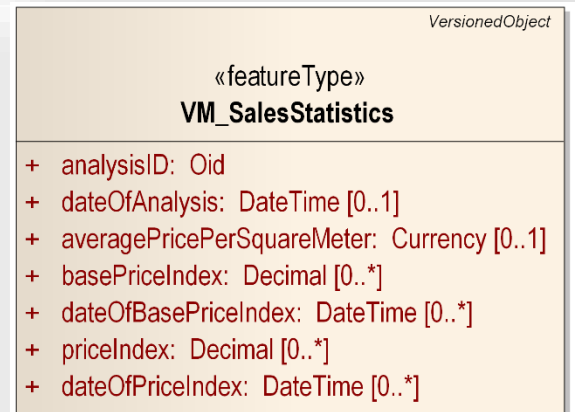 VersionedObject
«featureType»
VM_SalesStatistics
+ analysisID: Oid
+ dateOfAnalysis: DateTime [0..1]
+ averagePricePerSquareMeter: Currency [0..1]
+ basePriceIndex: Decimal [0..*]
+ dateOfBasePriceIndex: DateTime [0..*]
+ priceIndex: Decimal [0..*]
+ dateOfPriceIndex: DateTime [0..*]